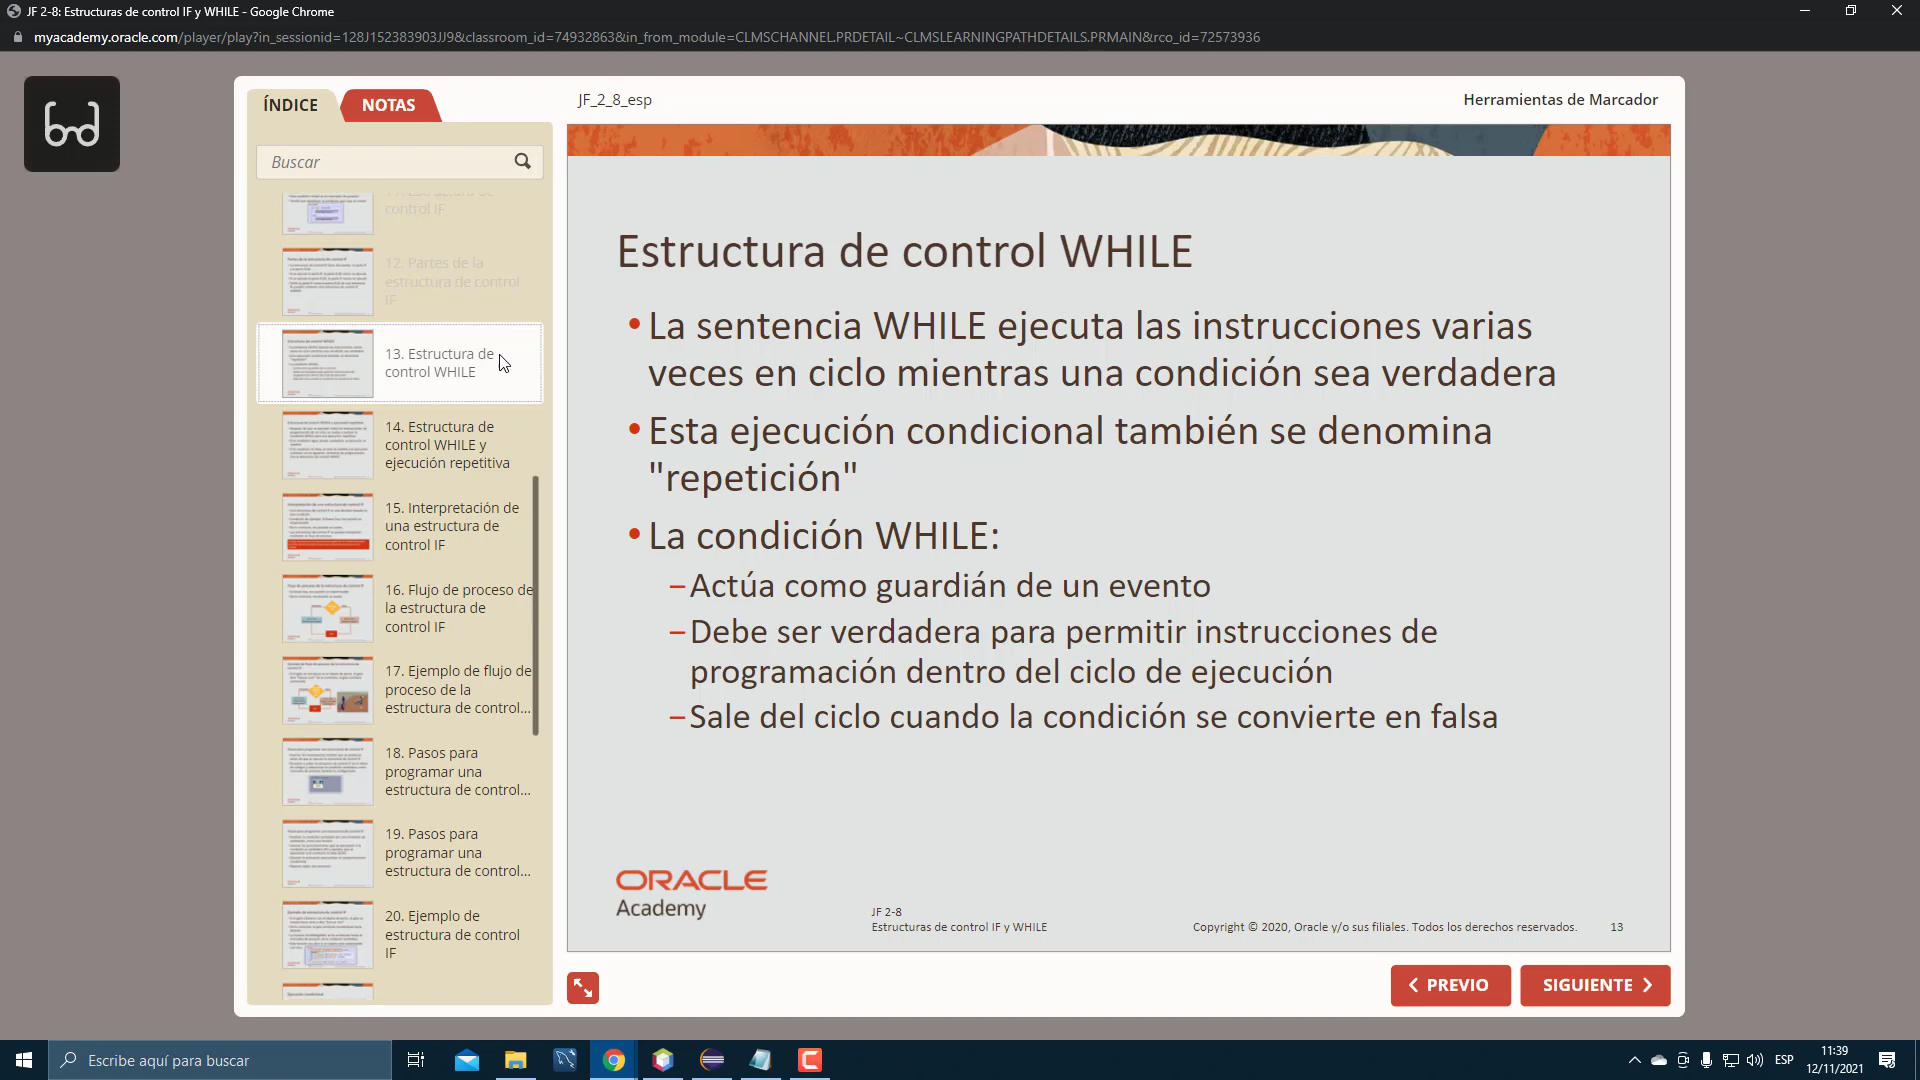 JF 2-8: Estructuras de control IF y WHILE - Google Chrome
myacademy.oracle.com/player/play?in_sessionid=128J152383903JJ9&classroom_id=74932863&in_from_module=CLMSCHANNEL.PRDETAIL~CLMSLEARNINGPATHDETAILS.PRMAIN&rco_id=72573936
ÍNDICE
NOTAS
JF_2_8_esp
Herramientas de Marcador
Buscar
control IF
12. Partes de la
estructura de control
IF
13. Estructura de
control WHILE
14. Estructura de
control WHILE y
ejecución repetitiva
15. Interpretación de
una estructura de
control IF
16. Flujo de proceso de
la estructura de
control IF
17. Ejemplo de flujo de
proceso de la
estructura de control...
18. Pasos para
programar una
estructura de control...
19. Pasos para
programar una
estructura de control...
20. Ejemplo de
estructura de control
IF
Estructura de control WHILE
•La sentencia WHILE ejecuta las instrucciones varias
veces en ciclo mientras una condición sea verdadera
•Esta ejecución condicional también se denomina
"repetición"
•La condición WHILE:
–Actúa como guardián de un evento
–Debe ser verdadera para permitir instrucciones de
programación dentro del ciclo de ejecución
–Sale del ciclo cuando la condición se convierte en falsa
ORACLE
Academy
JF 2-8
Estructuras de control IF y WHILE
Copyright © 2020, Oracle y/o sus filiales. Todos los derechos reservados.
13
PREVIO
SIGUIENTE
Escribe aquí para buscar
ESP
11:39
12/11/2021